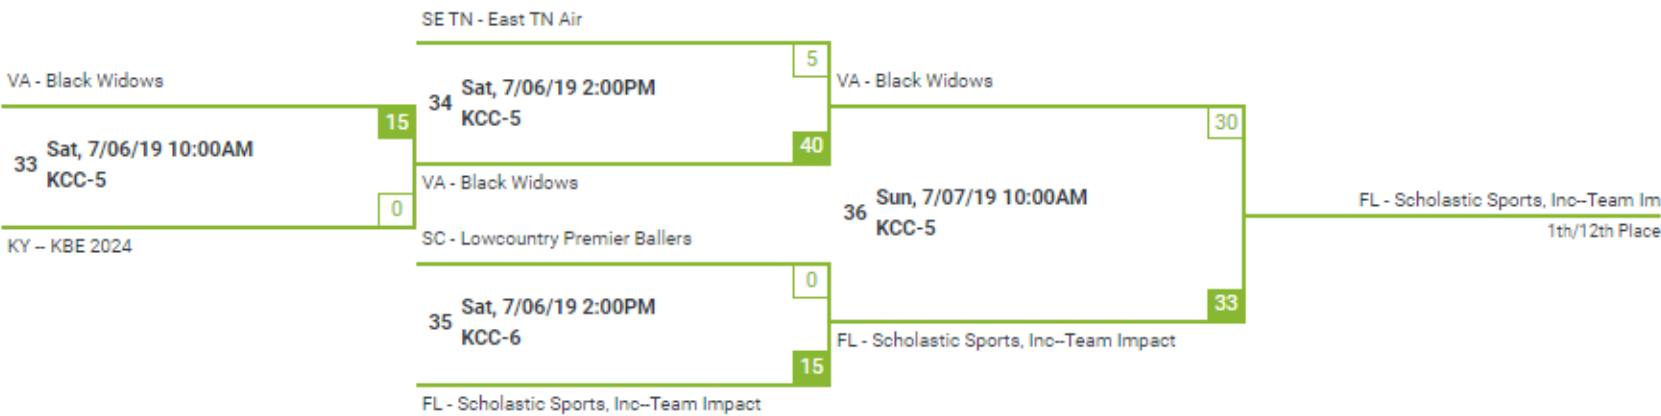 SE TN - East TN Air
5
VA - Black Widows
15
33 Sat, 7/06/19 10:00AM
KCC-5
0
KY -- KBE 2024
34 Sat, 7/06/19 2:00PM
KCC-5
40
VA - Black Widows
SC - Lowcountry Premier Ballers
0
35 Sat, 7/06/19 2:00PM
KCC-6
15
FL - Scholastic Sports, Inc--Team Impact
VA - Black Widows
30
36 Sun, 7/07/19 10:00AM
KCC-5
33
FL - Scholastic Sports, Inc--Team Impact
FL - Scholastic Sports, Inc--Team Im
1th/12th Place